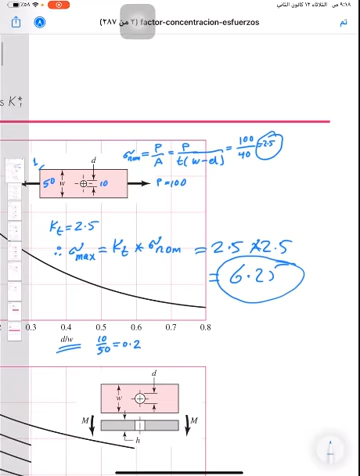 ٩:١٨ ص الثلاثاء ١٢ كانون الثاني
٪٥٨
تم
factor-concentracion-esfuerzos (٢ من ٢٨٧)
s K*t
1
d
50 w 10
P=100
σnom = P/A = P/t(w-d) = 100/40 = 2.5
Kt = 2.5
∴ σmax = Kt * σnom = 2.5 * 2.5
= 6.25
0.3 0.4 0.5 0.6 0.7 0.8
d/w 10/50 = 0.2
d
w
M M
h